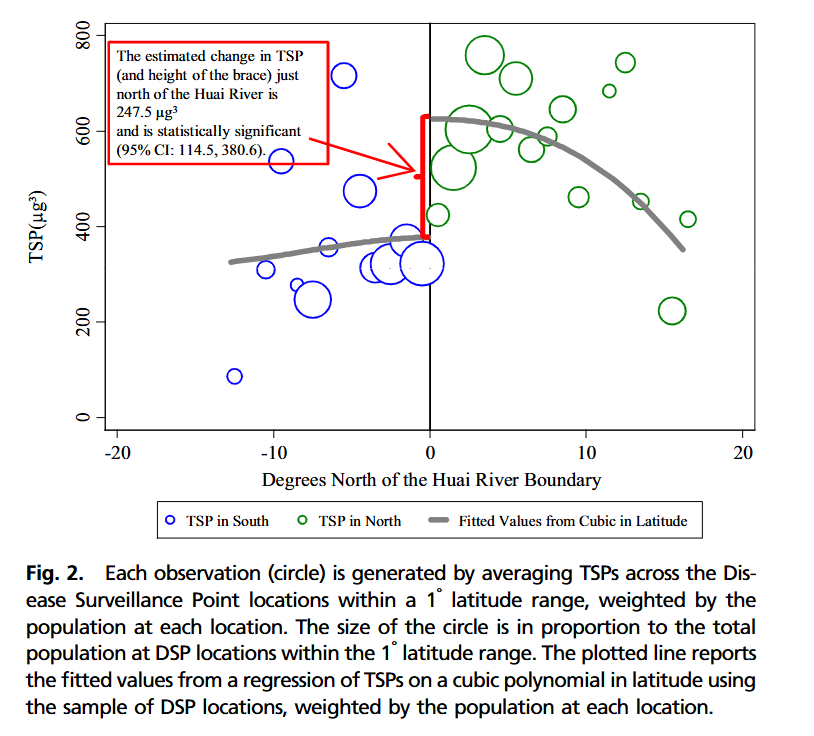 800
600
400
200
0
TSP(µg³)
The estimated change in TSP
(and height of the brace) just
north of the Huai River is
247.5 µg³
and is statistically significant
(95% CI: 114.5, 380.6).
-20 -10 0 10 20
Degrees North of the Huai River Boundary
TSP in South TSP in North Fitted Values from Cubic in Latitude
Fig. 2. Each observation (circle) is generated by averaging TSPs across the Dis-
ease Surveillance Point locations within a 1° latitude range, weighted by the
population at each location. The size of the circle is in proportion to the total
population at DSP locations within the 1° latitude range. The plotted line reports
the fitted values from a regression of TSPs on a cubic polynomial in latitude using
the sample of DSP locations, weighted by the population at each location.